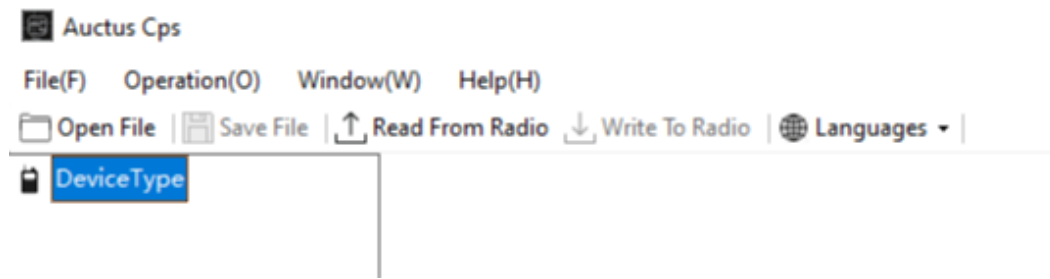 Auctus Cps
File(F) Operation(O) Window(W) Help(H)
Open File Save File Read From Radio Write To Radio Languages
DeviceType